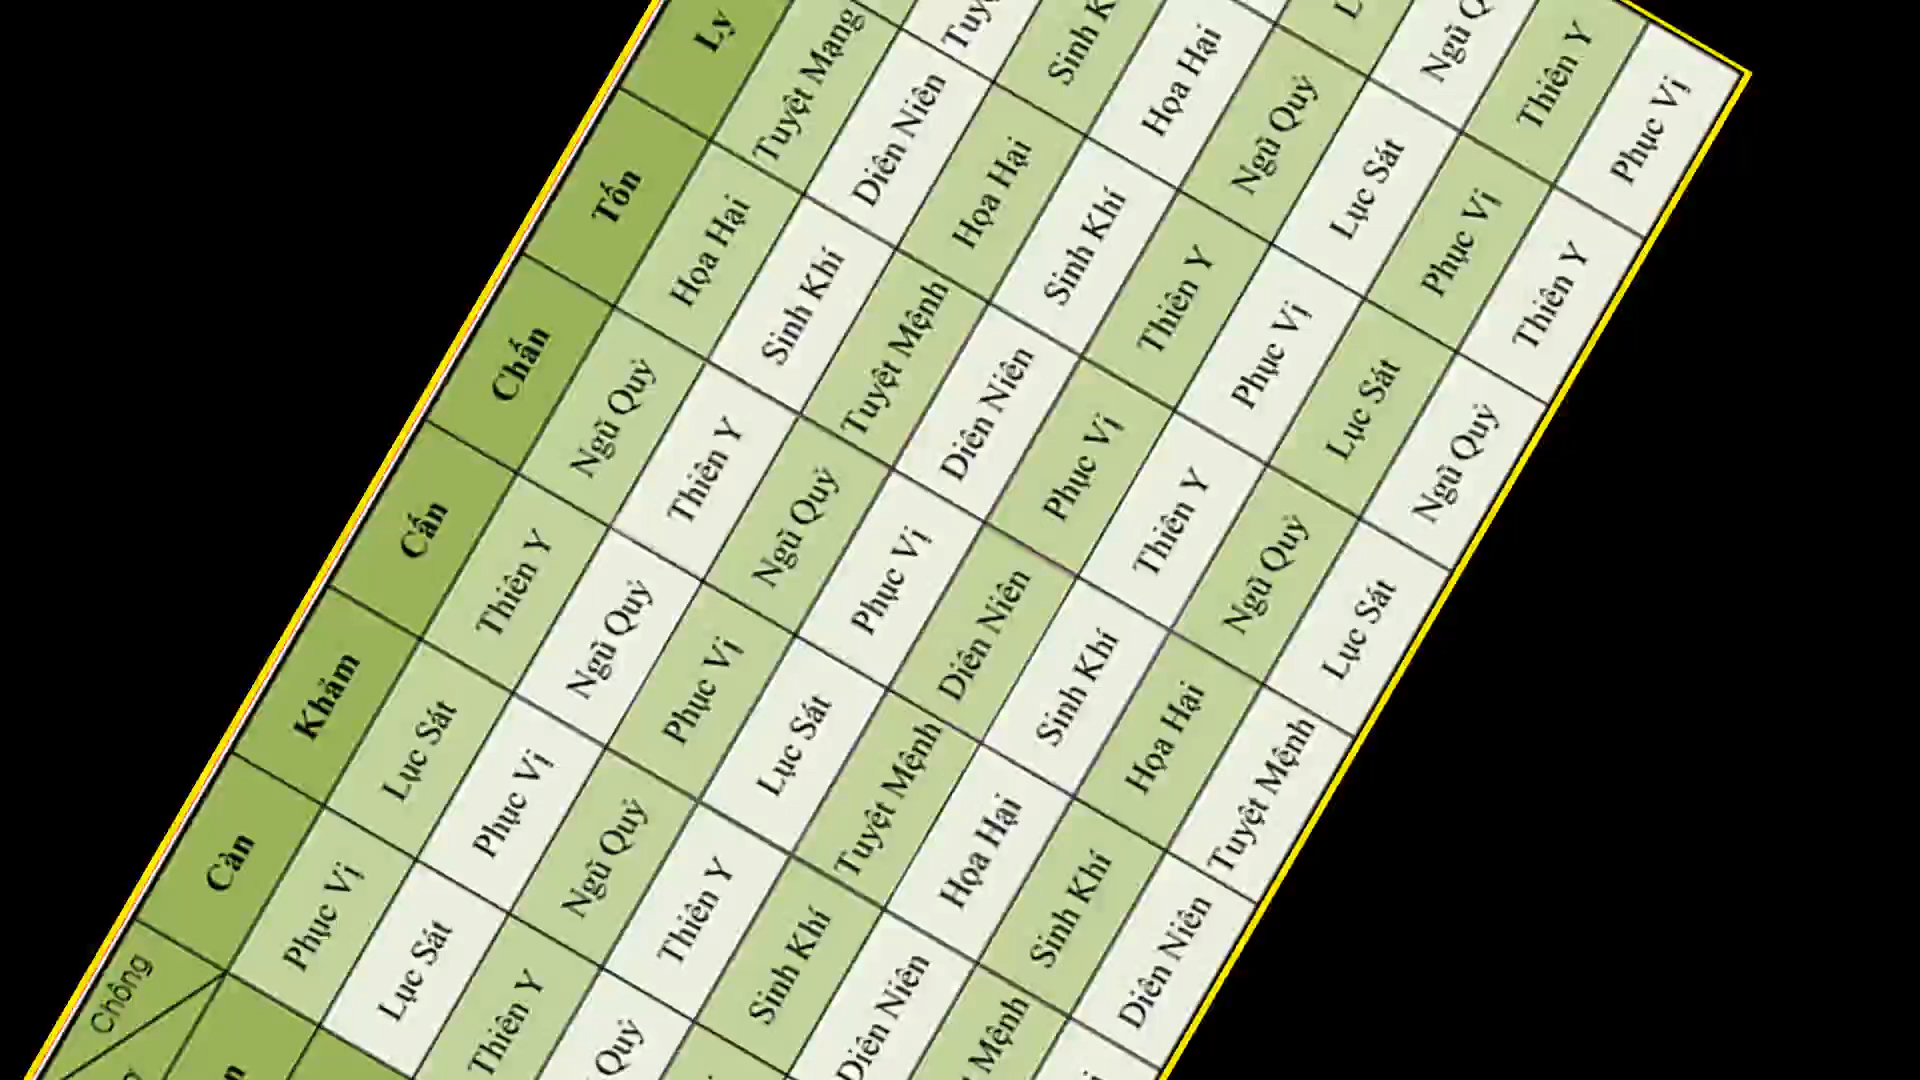 Chồng Càn Khảm Cấn Chấn Tốn Ly
Phục Vị Lục Sát Thiên Y Ngũ Quỷ Họa Hại Tuyệt Mạng
Lục Sát Phục Vị Ngũ Quỷ Thiên Y Sinh Khí Diên Niên
Thiên Y Ngũ Quỷ Phục Vị Ngũ Quỷ Tuyệt Mệnh Họa Hại Sinh
Quỷ Thiên Y Lục Sát Phục Vị Diên Niên Sinh Khí Họa Hại
Sinh Khí Tuyệt Mệnh Diên Niên Phục Vị Thiên Y Ngũ Quỷ
Diên Niên Họa Hại Sinh Khí Thiên Y Phục Vị Lục Sát Ngũ
Mệnh Sinh Khí Họa Hại Ngũ Quỷ Lục Sát Phục Vị Thiên Y
Diên Niên Tuyệt Mệnh Lục Sát Ngũ Quỷ Thiên Y Phục Vị